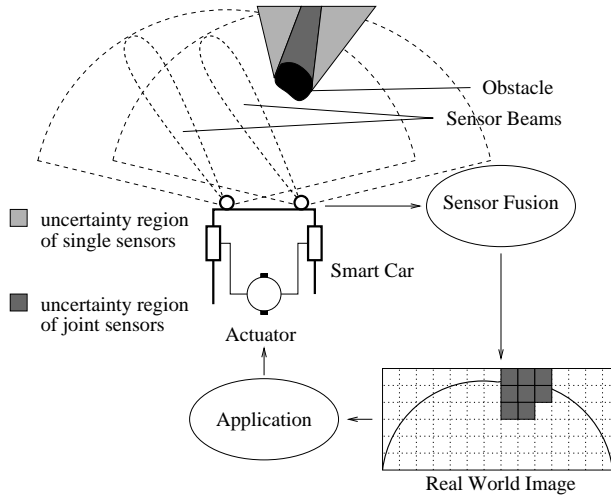 Obstacle
Sensor Beams
Sensor Fusion
uncertainty region
of single sensors
Smart Car
uncertainty region
of joint sensors
Actuator
Application
Real World Image